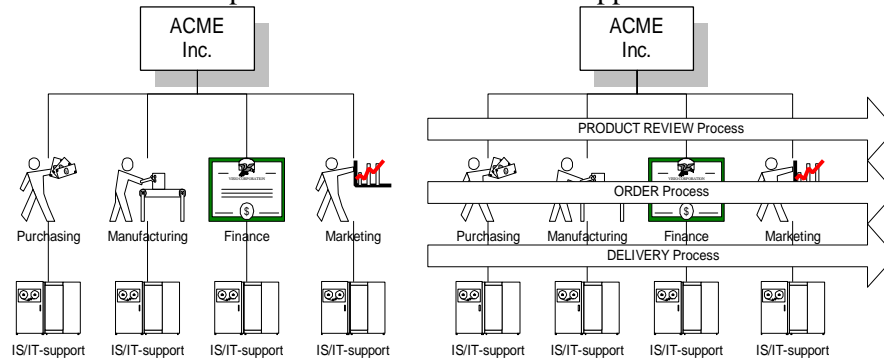 ACME
Inc.
ACME
Inc.
PRODUCT REVIEW Process
ORDER Process
Purchasing
Manufacturing
Finance
Marketing
Purchasing
Manufacturing
Finance
Marketing
DELIVERY Process
IS/IT-support
IS/IT-support
IS/IT-support
IS/IT-support
IS/IT-support
IS/IT-support
IS/IT-support
IS/IT-support